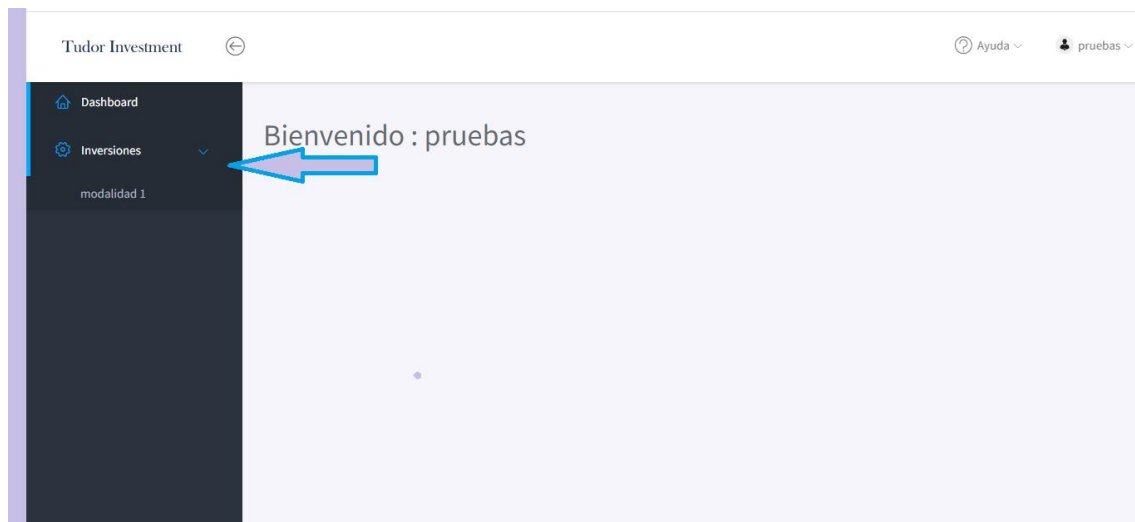 Tudor Investment
Ayuda
pruebas
Dashboard
Inversiones
modalidad 1
Bienvenido : pruebas